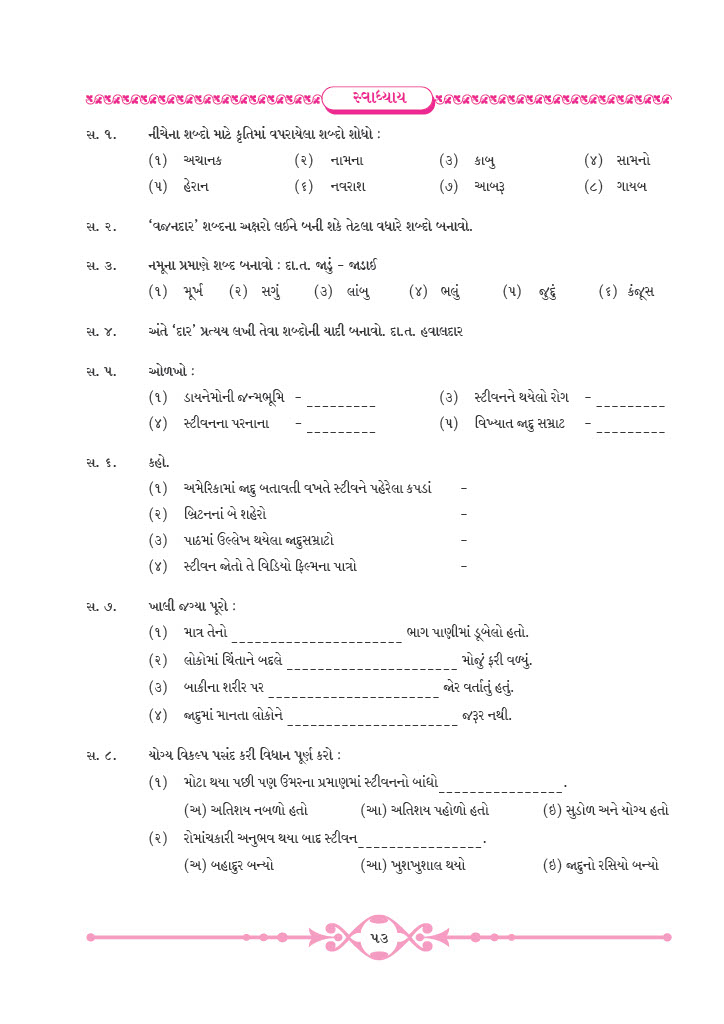 સ્વાધ્યાય
સ. ૧. નીચેના શબ્દો માટે કૃતિમાં વપરાયેલા શબ્દો શોધો :
(૧) અચાનક (૨) નામના (૩) કાબુ (૪) સામનો
(૫) હેરાન (૬) નવરાશ (૭) આબરૂ (૮) ગાયબ
સ. ૨. ‘વજનદાર’ શબ્દના અક્ષરો લઈને બની શકે તેટલા વધારે શબ્દો બનાવો.
સ. ૩. નમૂના પ્રમાણે શબ્દ બનાવો : દા.ત. જાડું – જાડાઈ
(૧) મૂર્ખ (૨) સગું (૩) લાંબુ (૪) ભલું (૫) જુદું (૬) કંજૂસ
સ. ૪. અંતે ‘દાર’ પ્રત્યય લખી તેવા શબ્દોની યાદી બનાવો. દા.ત. હવાલદાર
સ. ૫. ઓળખો :
(૧) ડાયનેમોની જન્મભૂમિ – _________ (૩) સ્ટીવનને થયેલો રોગ – _________
(૪) સ્ટીવનના પરનાના – _________ (૫) વિખ્યાત જાદુ સમ્રાટ – _________
સ. ૬. કહો.
(૧) અમેરિકામાં જાદુ બતાવતી વખતે સ્ટીવને પહેરેલા કપડાં –
(૨) બ્રિટનનાં બે શહેરો –
(૩) પાઠમાં ઉલ્લેખ થયેલા જાદુસમ્રાટો –
(૪) સ્ટીવન જોતો તે વિડિયો ફિલ્મના પાત્રો –
સ. ૭. ખાલી જગ્યા પૂરો :
(૧) માત્ર તેનો ______________________ ભાગ પાણીમાં ડૂબેલો હતો.
(૨) લોકોમાં ચિંતાને બદલે ______________________ મોજું ફરી વળ્યું.
(૩) બાકીના શરીર પર ______________________ જોર વર્તાતું હતું.
(૪) જાદુમાં માનતા લોકોને ______________________ જરૂર નથી.
સ. ૮. યોગ્ય વિકલ્પ પસંદ કરી વિધાન પૂર્ણ કરો :
(૧) મોટા થયા પછી પણ ઉંમરના પ્રમાણમાં સ્ટીવનનો બાંધો________________.
(અ) અતિશય નબળો હતો (આ) અતિશય પહોળો હતો (ઇ) સુડોળ અને યોગ્ય હતો
(૨) રોમાંચકારી અનુભવ થયા બાદ સ્ટીવન________________.
(અ) બહાદુર બન્યો (આ) ખુશખુશાલ થયો (ઇ) જાદુનો રસિયો બન્યો
૫૩